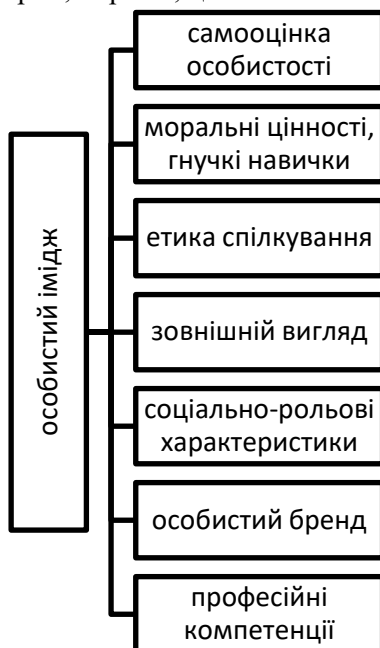 самооцінка
особистості
моральні цінності,
гнучкі навички
етика спілкування
зовнішній вигляд
соціально-рольові
характеристики
особистий бренд
професійні
компетенції
особистий імідж